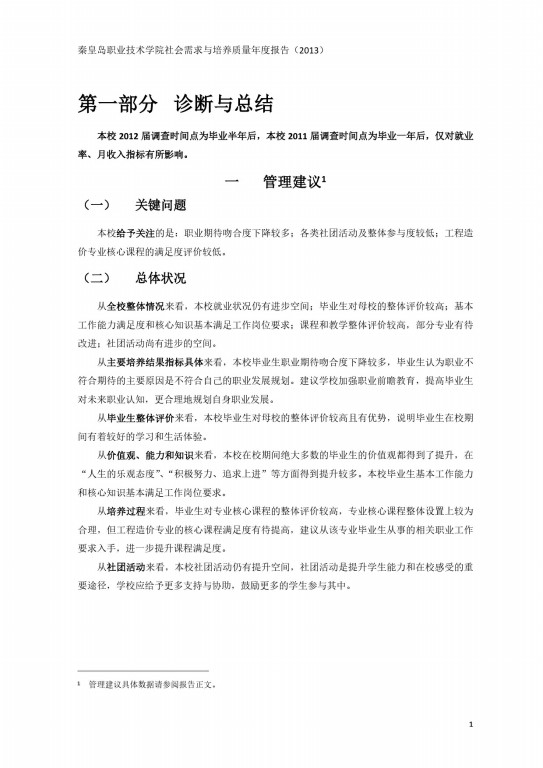 秦皇岛职业技术学院社会需求与培养质量年度报告（2013）
第一部分 诊断与总结
本校 2012 届调查时间点为毕业半年后，本校 2011 届调查时间点为毕业一年后，仅对就业
率、月收入指标有所影响。
一 管理建议1
（一） 关键问题
本校给予关注的是：职业期待吻合度下降较多；各类社团活动及整体参与度较低；工程造
价专业核心课程的满足度评价较低。
（二） 总体状况
从全校整体情况来看，本校就业状况仍有进步空间；毕业生对母校的整体评价较高；基本
工作能力满足度和核心知识基本满足工作岗位要求；课程和教学整体评价较高，部分专业有待
改进；社团活动尚有进步的空间。
从主要培养结果指标具体来看，本校毕业生职业期待吻合度下降较多，毕业生认为职业不
符合期待的主要原因是不符合自己的职业发展规划。建议学校加强职业前瞻教育，提高毕业生
对未来职业认知，更合理地规划自身职业发展。
从毕业生整体评价来看，本校毕业生对母校的整体评价较高且有优势，说明毕业生在校期
间有着较好的学习和生活体验。
从价值观、能力和知识来看，本校在校期间绝大多数的毕业生的价值观都得到了提升，在
“人生的乐观态度”、“积极努力、追求上进”等方面得到提升较多。本校毕业生基本工作能力
和核心知识基本满足工作岗位要求。
从培养过程来看，毕业生对专业核心课程的整体评价较高，专业核心课程整体设置上较为
合理，但工程造价专业的核心课程满足度有待提高，建议从该专业毕业生从事的相关职业工作
要求入手，进一步提升课程满足度。
从社团活动来看，本校社团活动仍有提升空间，社团活动是提升学生能力和在校感受的重
要途径，学校应给予更多支持与协助，鼓励更多的学生参与其中。
1 管理建议具体数据请参阅报告正文。
1